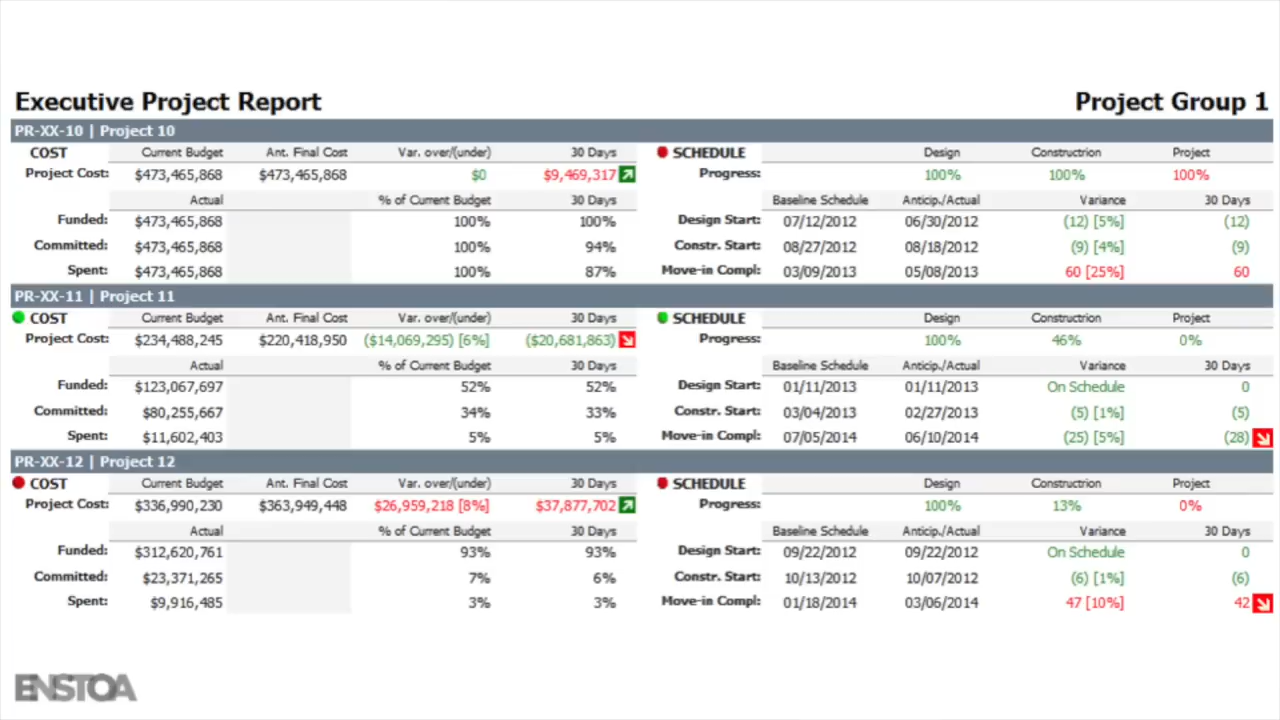 Executive Project Report Project Group 1
PR-XX-10 | Project 10
COST Current Budget Ant. Final Cost Var. over/(under) 30 Days SCHEDULE Design Constructrion Project
Project Cost: $473,465,868 $473,465,868 $0 $9,469,317 Progress: 100% 100% 100%
Actual % of Current Budget 30 Days Baseline Schedule Anticip./Actual Variance 30 Days
Funded: $473,465,868 100% 100% Design Start: 07/12/2012 06/30/2012 (12) [5%] (12)
Committed: $473,465,868 100% 94% Constr. Start: 08/27/2012 08/18/2012 (9) [4%] (9)
Spent: $473,465,868 100% 87% Move-in Compl: 03/09/2013 05/08/2013 60 [25%] 60
PR-XX-11 | Project 11
COST Current Budget Ant. Final Cost Var. over/(under) 30 Days SCHEDULE Design Constructrion Project
Project Cost: $234,488,245 $220,418,950 ($14,069,295) [6%] ($20,681,863) Progress: 100% 46% 0%
Actual % of Current Budget 30 Days Baseline Schedule Anticip./Actual Variance 30 Days
Funded: $123,067,697 52% 52% Design Start: 01/11/2013 01/11/2013 On Schedule 0
Committed: $80,255,667 34% 33% Constr. Start: 03/04/2013 02/27/2013 (5) [1%] (5)
Spent: $11,602,403 5% 5% Move-in Compl: 07/05/2014 06/10/2014 (25) [5%] (28)
PR-XX-12 | Project 12
COST Current Budget Ant. Final Cost Var. over/(under) 30 Days SCHEDULE Design Constructrion Project
Project Cost: $336,990,230 $363,949,448 $26,959,218 [8%] $37,877,702 Progress: 100% 13% 0%
Actual % of Current Budget 30 Days Baseline Schedule Anticip./Actual Variance 30 Days
Funded: $312,620,761 93% 93% Design Start: 09/22/2012 09/22/2012 On Schedule 0
Committed: $23,371,265 7% 6% Constr. Start: 10/13/2012 10/07/2012 (6) [1%] (6)
Spent: $9,916,485 3% 3% Move-in Compl: 01/18/2014 03/06/2014 47 [10%] 42
ENSTOA